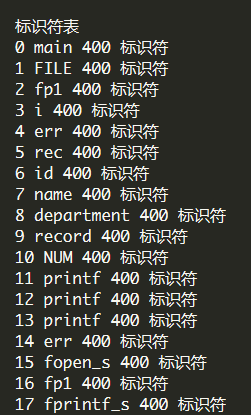 标识符表
0 main 400 标识符
1 FILE 400 标识符
2 fp1 400 标识符
3 i 400 标识符
4 err 400 标识符
5 rec 400 标识符
6 id 400 标识符
7 name 400 标识符
8 department 400 标识符
9 record 400 标识符
10 NUM 400 标识符
11 printf 400 标识符
12 printf 400 标识符
13 printf 400 标识符
14 err 400 标识符
15 fopen_s 400 标识符
16 fp1 400 标识符
17 fprintf_s 400 标识符